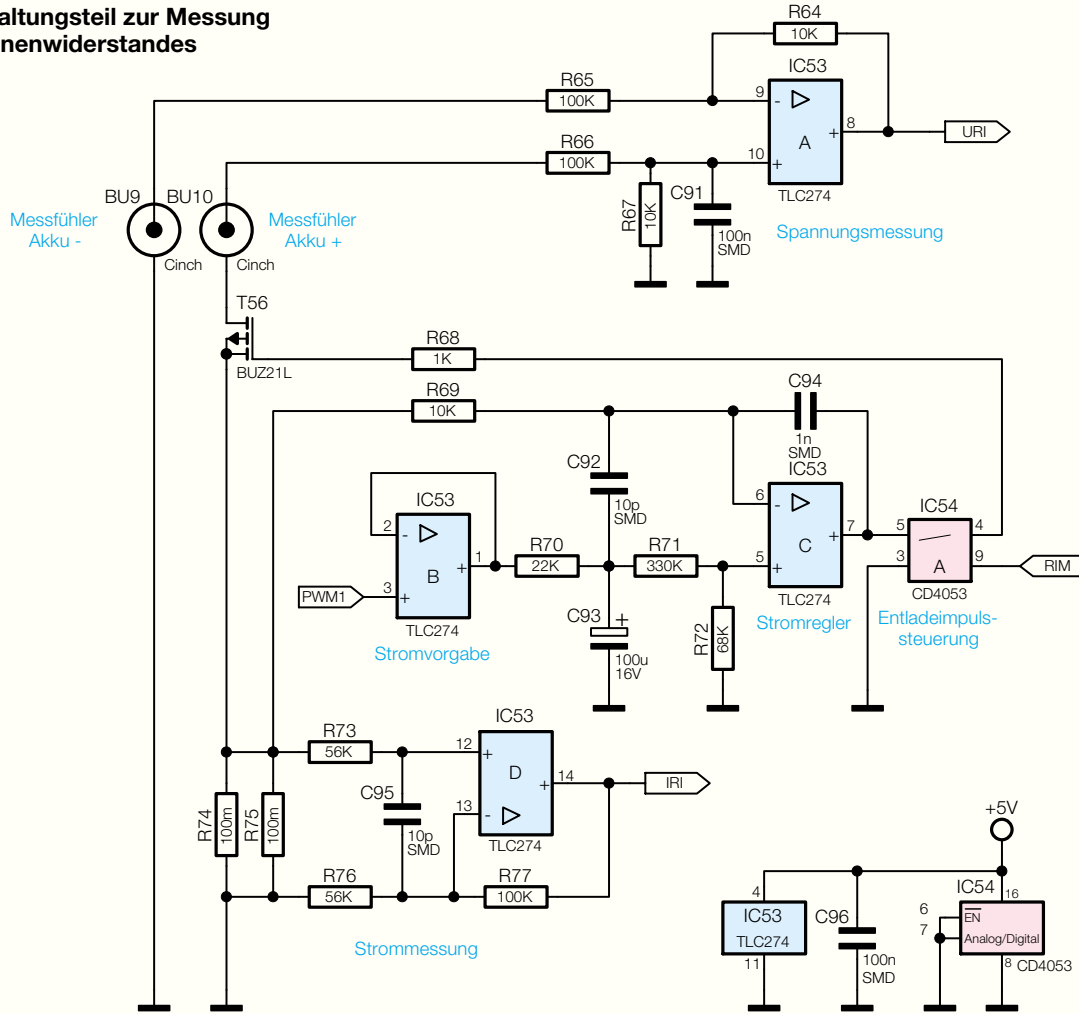 altungsteil zur Messung
nenwiderstandes
R64
10K
IC53
R65
100K
9
-
A
8
+
URI
R66
100K
10
+
TLC274
Spannungsmessung
BU9
BU10
Messfühler
Akku -
Messfühler
Akku +
Cinch
Cinch
R67
10K
C91
100n
SMD
T56
BUZ21L
R68
1K
R69
10K
C94
1n
SMD
IC53
C92
10p
SMD
IC53
2
-
B
1
+
3
+
PWM1
TLC274
Stromvorgabe
R70
22K
R71
330K
6
-
C
7
+
5
+
TLC274
Stromregler
IC54
5
4
3
A
9
CD4053
RIM
Entladeimpuls-
steuerung
C93
+
100u
16V
R72
68K
R73
56K
IC53
12
+
D
14
+
13
-
TLC274
IRI
C95
10p
SMD
R74
100m
R75
100m
R76
56K
R77
100K
Strommessung
+5V
4
IC53
TLC274
11
C96
100n
SMD
IC54
16
6
EN
7
Analog/Digital
8
CD4053